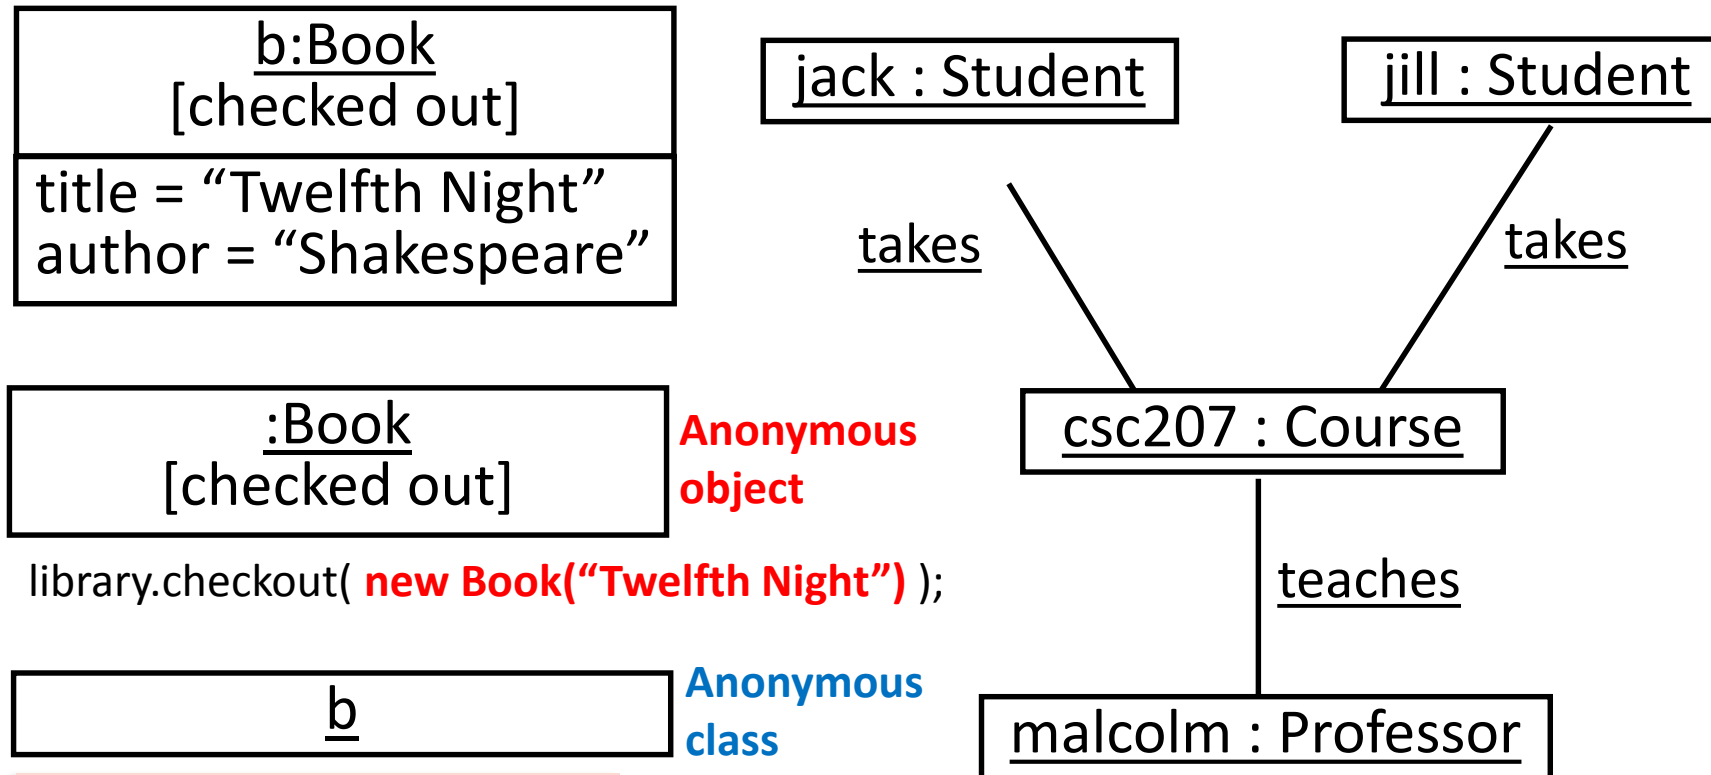 b:Book
[checked out]
title = “Twelfth Night”
author = “Shakespeare”
:Book
[checked out]
Anonymous
object
library.checkout( new Book(“Twelfth Night”) );
b
Anonymous
class
jack : Student
jill : Student
takes
takes
csc207 : Course
teaches
malcolm : Professor